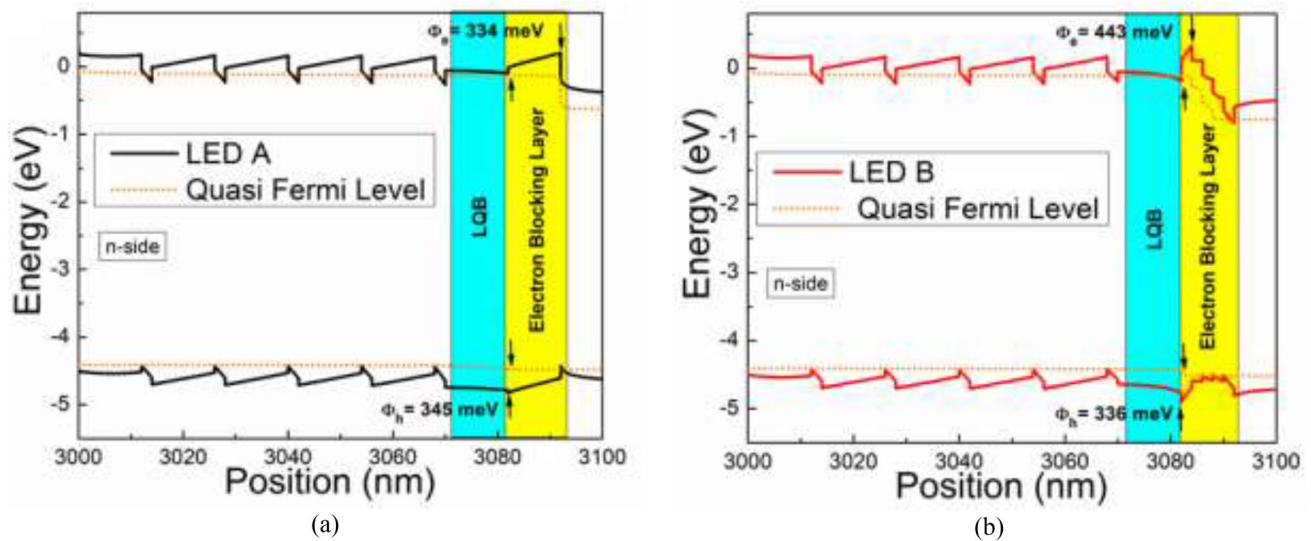 Φe= 334 meV
0
-1
-2
-3
-4
-5
Energy (eV)
LED A
Quasi Fermi Level
n-side
LQB
Electron Blocking Layer
Φh= 345 meV
3000 3020 3040 3060 3080 3100
Position (nm)
(a)
Φe= 443 meV
0
-1
-2
-3
-4
-5
Energy (eV)
LED B
Quasi Fermi Level
n-side
LQB
Electron Blocking Layer
Φh= 336 meV
3000 3020 3040 3060 3080 3100
Position (nm)
(b)